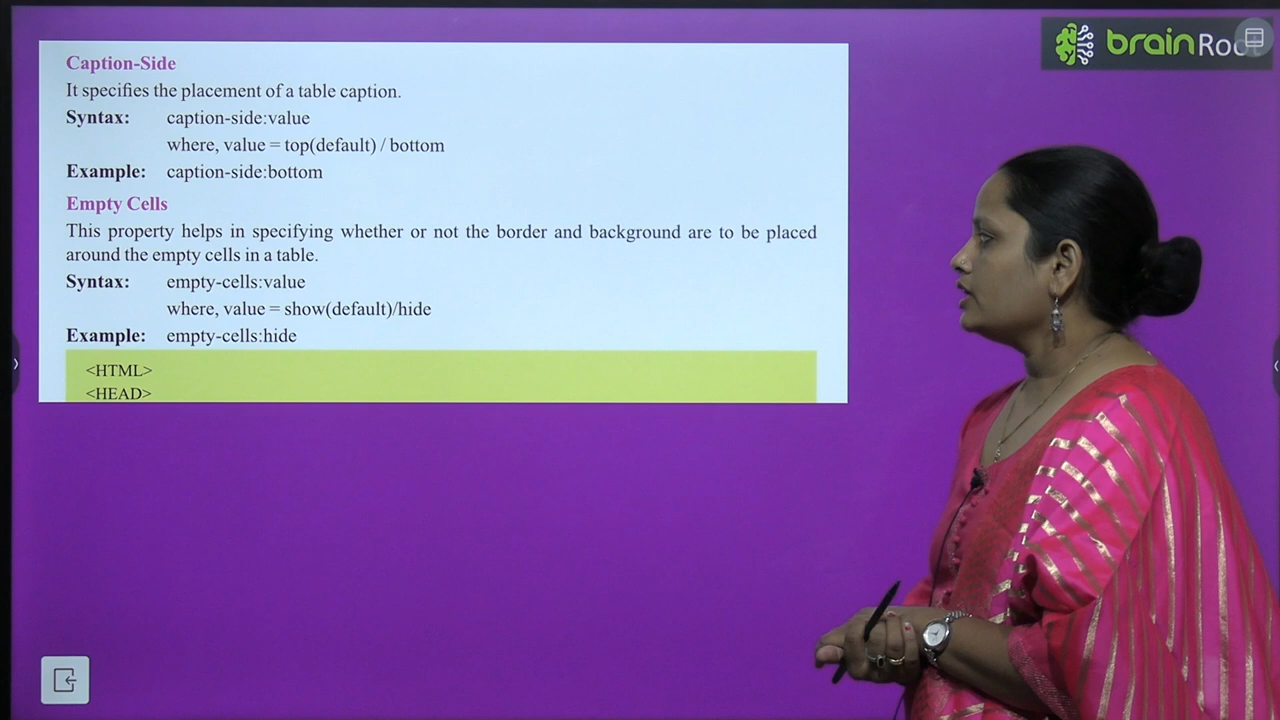 brainRoot
Caption-Side
It specifies the placement of a table caption.
Syntax: caption-side:value
where, value = top(default) / bottom
Example: caption-side:bottom
Empty Cells
This property helps in specifying whether or not the border and background are to be placed
around the empty cells in a table.
Syntax: empty-cells:value
where, value = show(default)/hide
Example: empty-cells:hide
<HTML>
<HEAD>